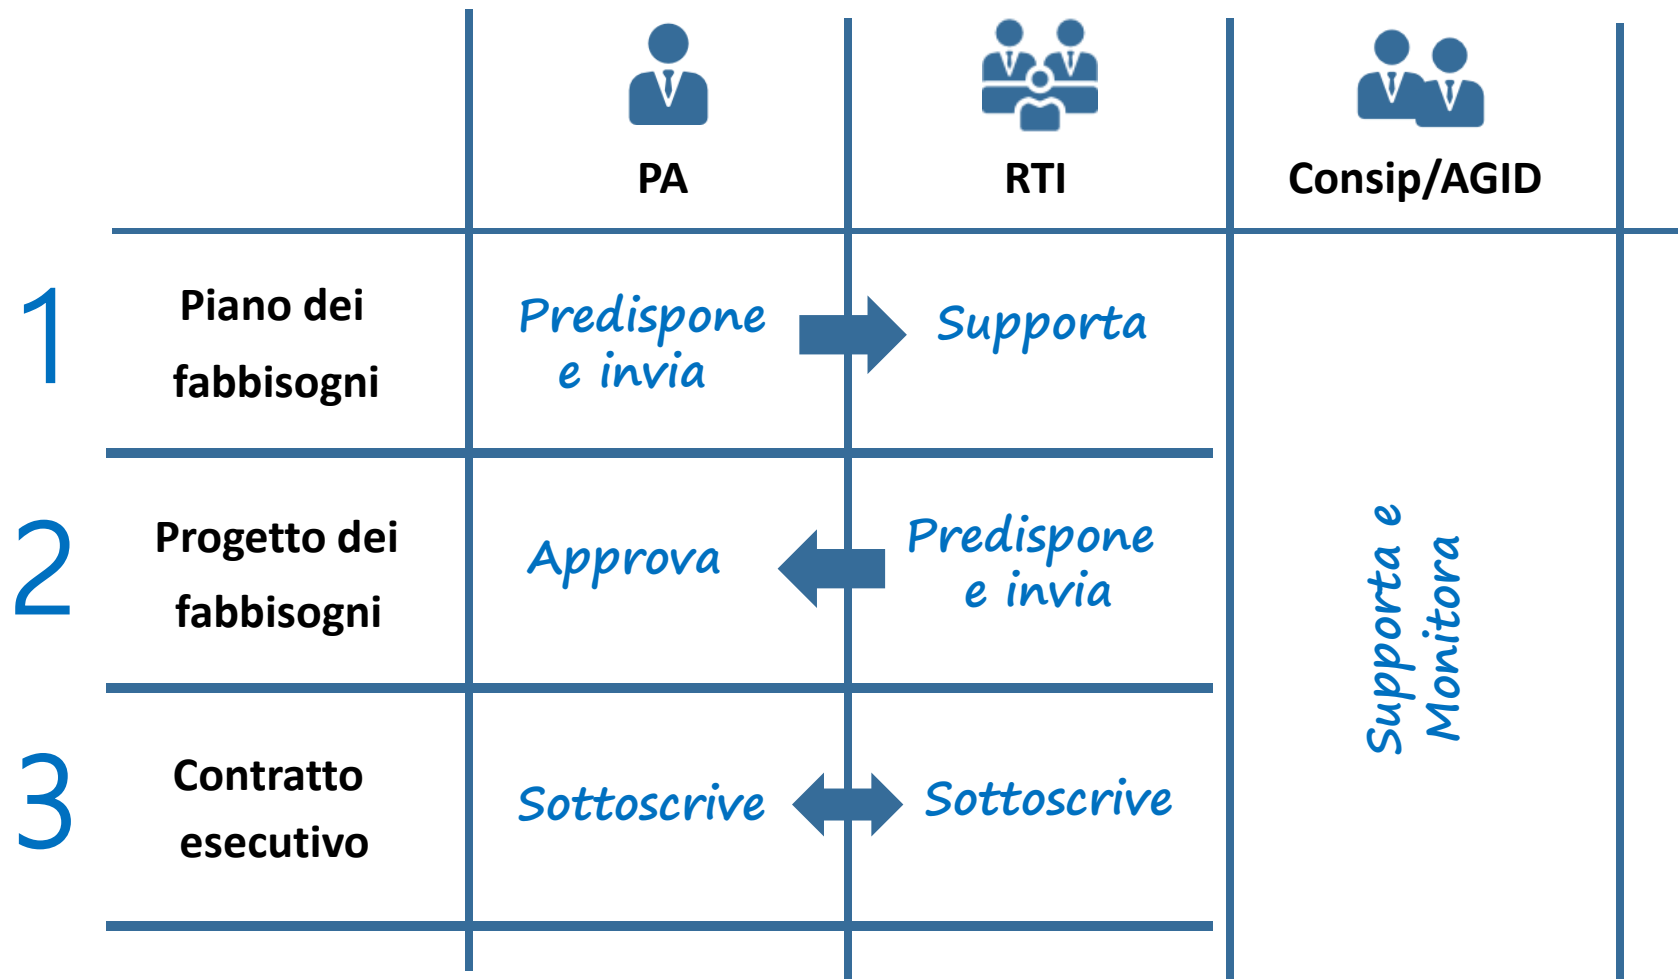 PA
RTI
Consip/AGID
1
Piano dei
fabbisogni
Predispone
e invia
Supporta
2
Progetto dei
fabbisogni
Approva
Predispone
e invia
3
Contratto
esecutivo
Sottoscrive
Sottoscrive
Supporta e
Monitora